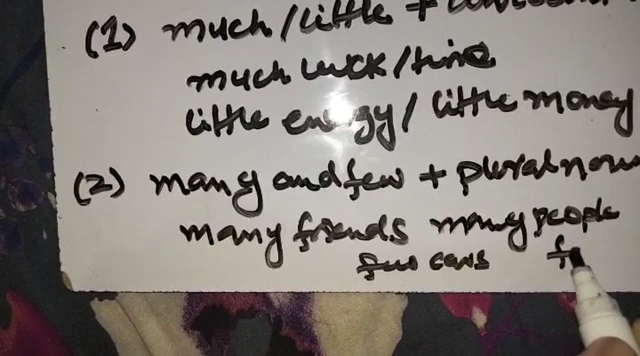 (1) much/little +
much luck/time
little energy/little money
(2) many and few + plural noun
many friends many people
few cars f